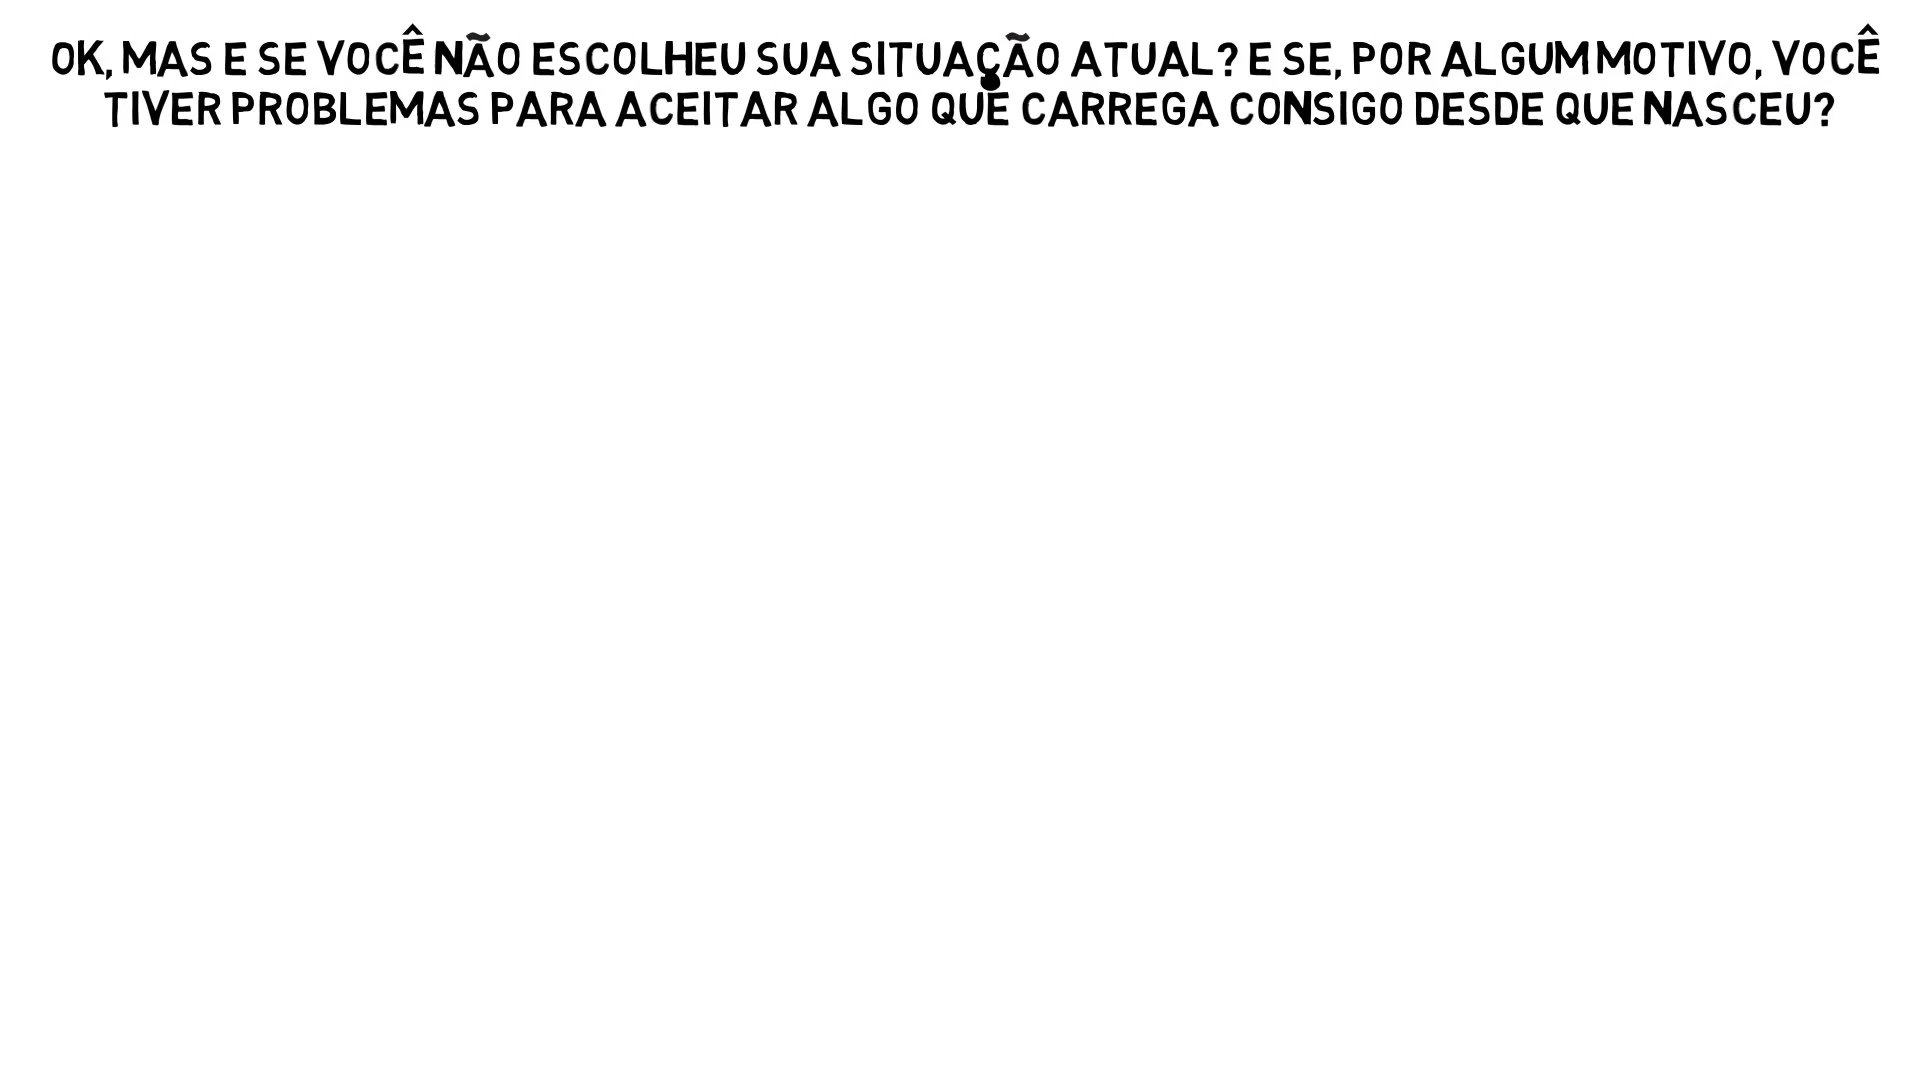 OK, MAS E SE VOCÊ NÃO ESCOLHEU SUA SITUAÇÃO ATUAL? E SE, POR ALGUM MOTIVO, VOCÊ
TIVER PROBLEMAS PARA ACEITAR ALGO QUE CARREGA CONSIGO DESDE QUE NASCEU?